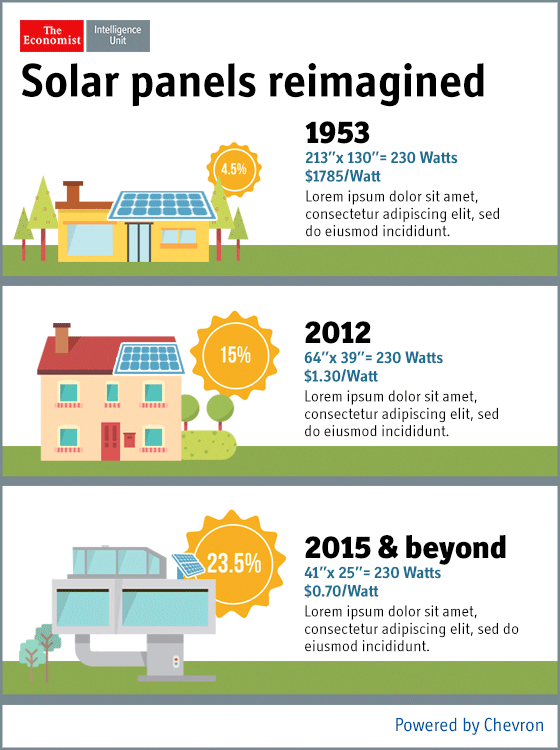 The
Economist
Intelligence
Unit
Solar panels reimagined
4.5%
1953
213"x 130"= 230 Watts
$1785/Watt
Lorem ipsum dolor sit amet,
consectetur adipiscing elit, sed
do eiusmod incididunt.
15%
2012
64"x 39"= 230 Watts
$1.30/Watt
Lorem ipsum dolor sit amet,
consectetur adipiscing elit, sed
do eiusmod incididunt.
23.5%
2015 & beyond
41"x 25"= 230 Watts
$0.70/Watt
Lorem ipsum dolor sit amet,
consectetur adipiscing elit, sed do
eiusmod incididunt.
Powered by Chevron